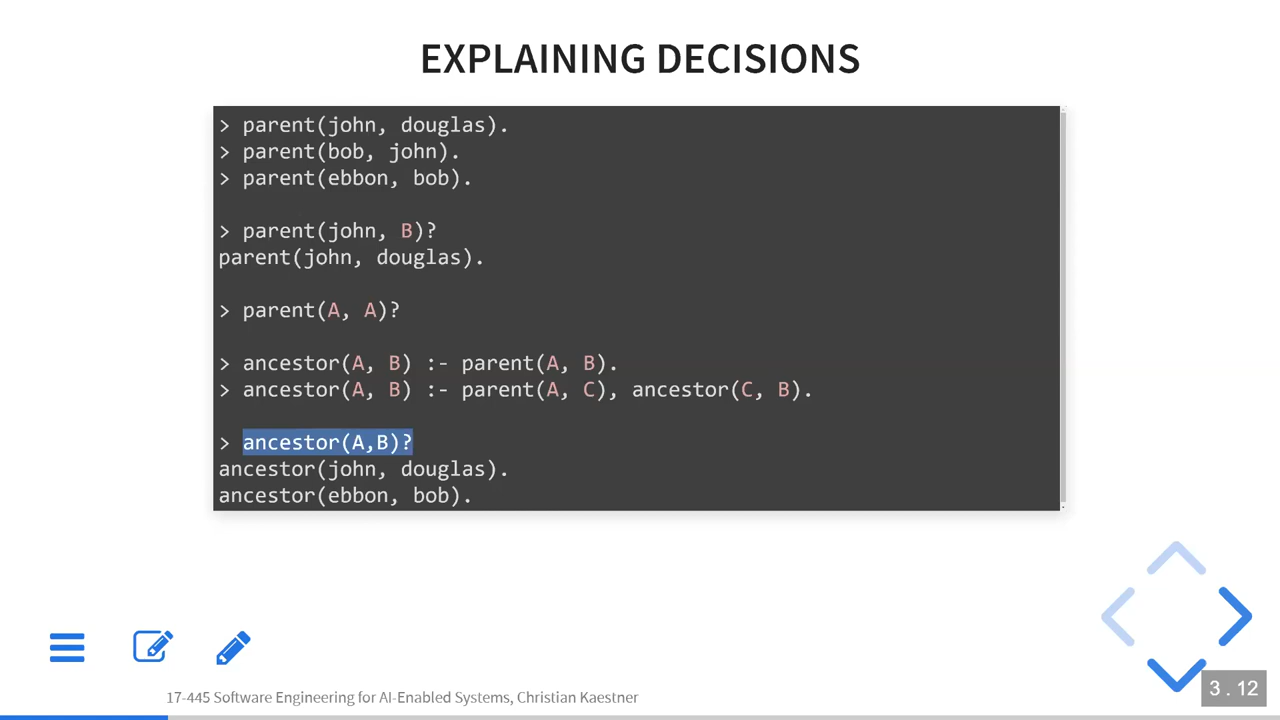 EXPLAINING DECISIONS
> parent(john, douglas).
> parent(bob, john).
> parent(ebbon, bob).
> parent(john, B)?
parent(john, douglas).
> parent(A, A)?
> ancestor(A, B) :- parent(A, B).
> ancestor(A, B) :- parent(A, C), ancestor(C, B).
> ancestor(A,B)?
ancestor(john, douglas).
ancestor(ebbon, bob).
17-445 Software Engineering for AI-Enabled Systems, Christian Kaestner
3 . 12